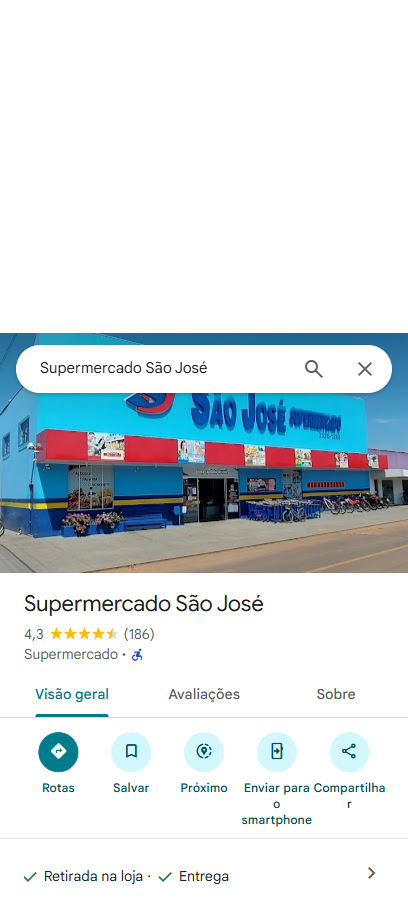 Supermercado São José
SÃO JOSÉ SUPERMERCADO
Supermercado São José
4,3 (186)
Supermercado ·
Visão geral
Avaliações
Sobre
Rotas
Salvar
Próximo
Enviar para
o
smartphone
Compartilha
r
Retirada na loja · Entrega